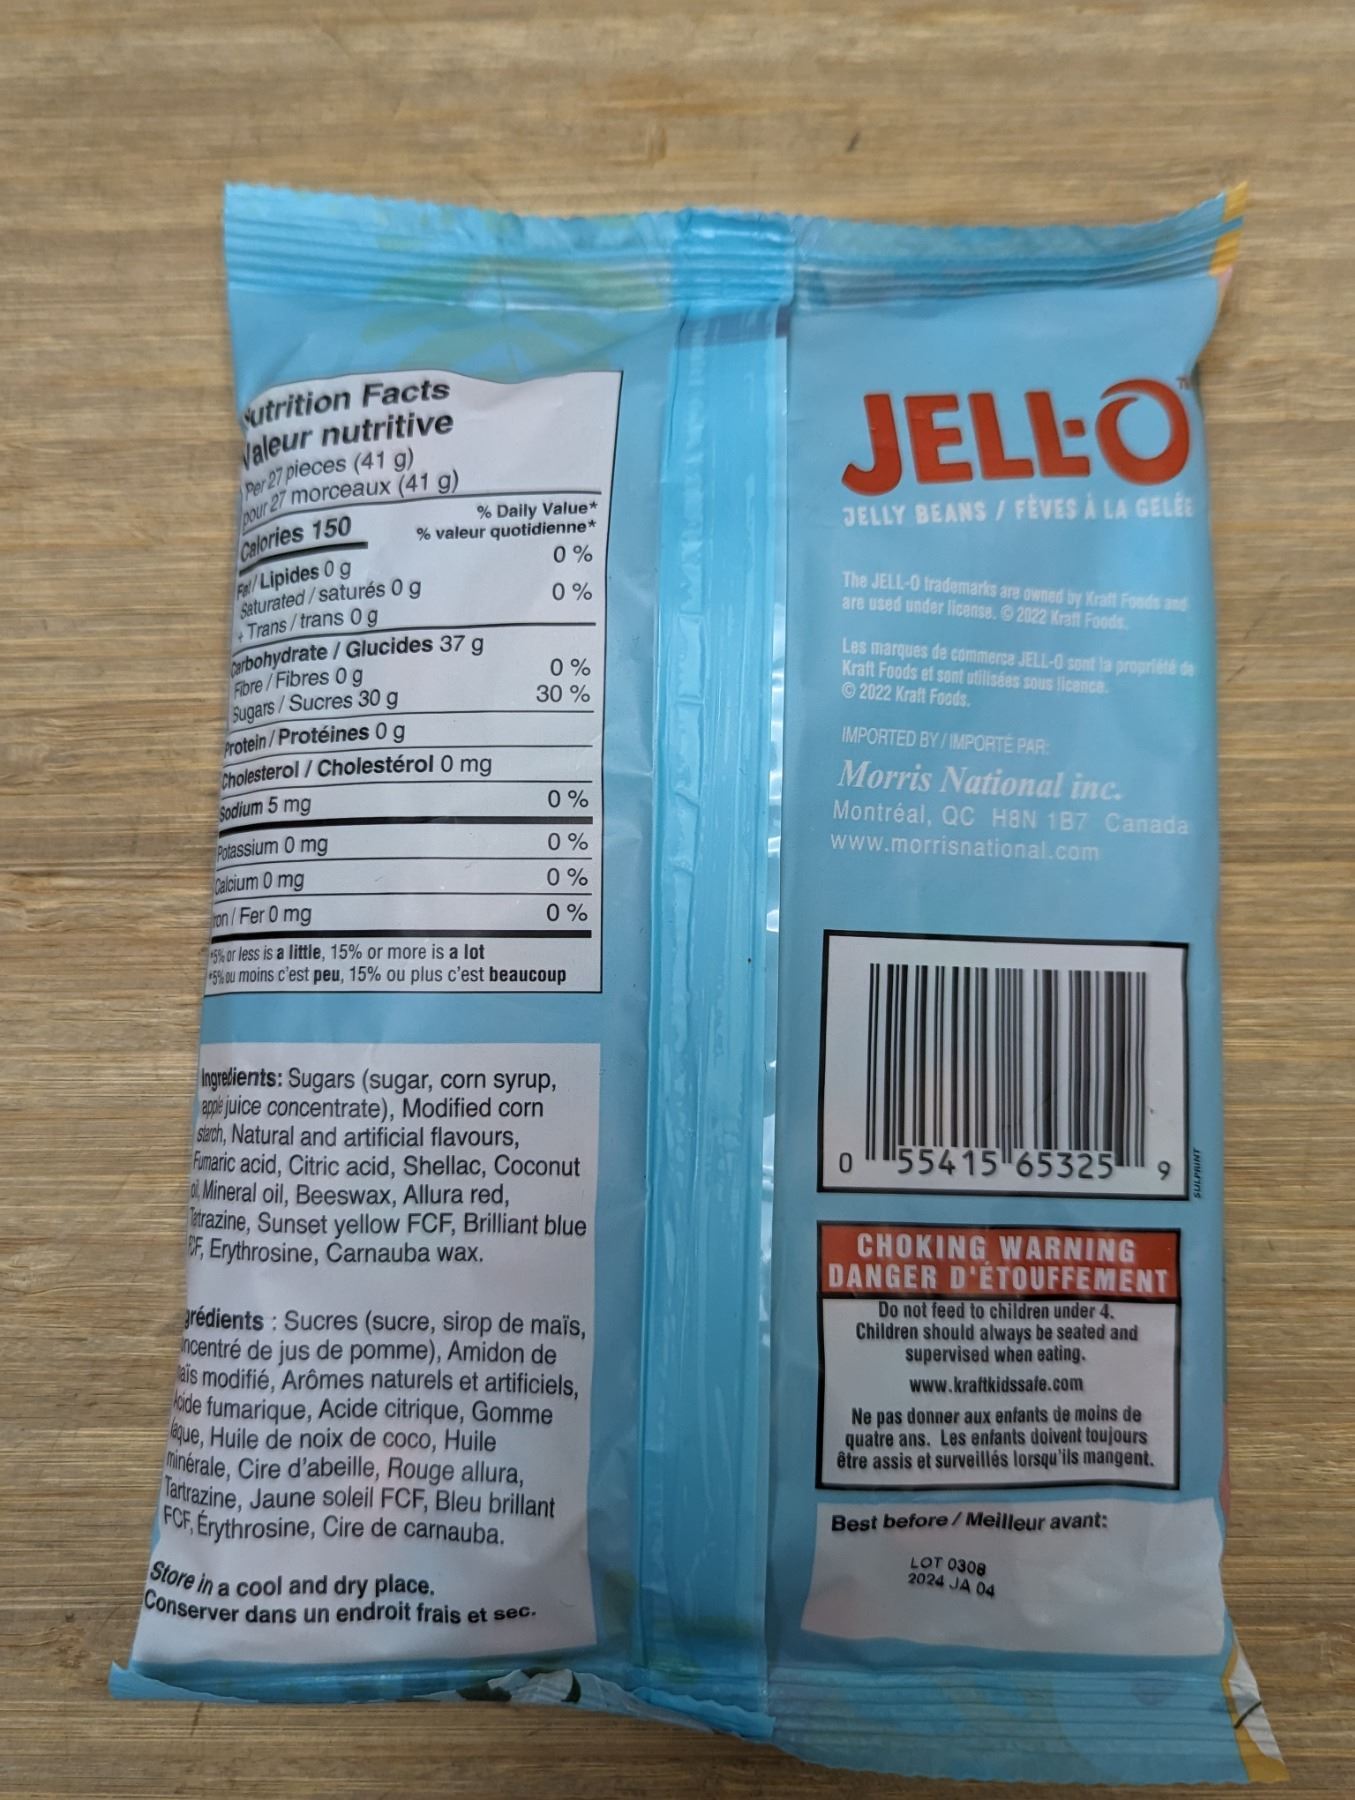 Nutrition Facts
Valeur nutritive
Per 27 pieces (41 g)
pour 27 morceaux (41 g)
Calories 150
% Daily Value*
% valeur quotidienne*
Fat / Lipides 0 g 0 %
Saturated / saturés 0 g 0 %
+ Trans / trans 0 g
Carbohydrate / Glucides 37 g
Fibre / Fibres 0 g 0 %
Sugars / Sucres 30 g 30 %
Protein / Protéines 0 g
Cholesterol / Cholestérol 0 mg
Sodium 5 mg 0 %
Potassium 0 mg 0 %
Calcium 0 mg 0 %
Iron / Fer 0 mg 0 %
*5% or less is a little, 15% or more is a lot
*5% ou moins c'est peu, 15% ou plus c'est beaucoup
Ingredients: Sugars (sugar, corn syrup,
apple juice concentrate), Modified corn
starch, Natural and artificial flavours,
Fumaric acid, Citric acid, Shellac, Coconut
oil, Mineral oil, Beeswax, Allura red,
Tartrazine, Sunset yellow FCF, Brilliant blue
FCF, Erythrosine, Carnauba wax.
grédients : Sucres (sucre, sirop de maïs,
oncentré de jus de pomme), Amidon de
maïs modifié, Arômes naturels et artificiels,
Acide fumarique, Acide citrique, Gomme
laque, Huile de noix de coco, Huile
minérale, Cire d'abeille, Rouge allura,
Tartrazine, Jaune soleil FCF, Bleu brillant
FCF, Érythrosine, Cire de carnauba.
Store in a cool and dry place.
Conserver dans un endroit frais et sec.
JELL-O™
JELLY BEANS / FÈVES À LA GELÉE
The JELL-O trademarks are owned by Kraft Foods and
are used under license. © 2022 Kraft Foods.
Les marques de commerce JELL-O sont la propriété de
Kraft Foods et sont utilisées sous licence.
© 2022 Kraft Foods.
IMPORTED BY / IMPORTÉ PAR:
Morris National inc.
Montréal, QC H8N 1B7 Canada
www.morrisnational.com
0 55415 65325 9
SULPRINT
CHOKING WARNING
DANGER D'ÉTOUFFEMENT
Do not feed to children under 4.
Children should always be seated and
supervised when eating.
www.kraftkidssafe.com
Ne pas donner aux enfants de moins de
quatre ans. Les enfants doivent toujours
être assis et surveillés lorsqu'ils mangent.
Best before / Meilleur avant:
LOT 0308
2024 JA 04